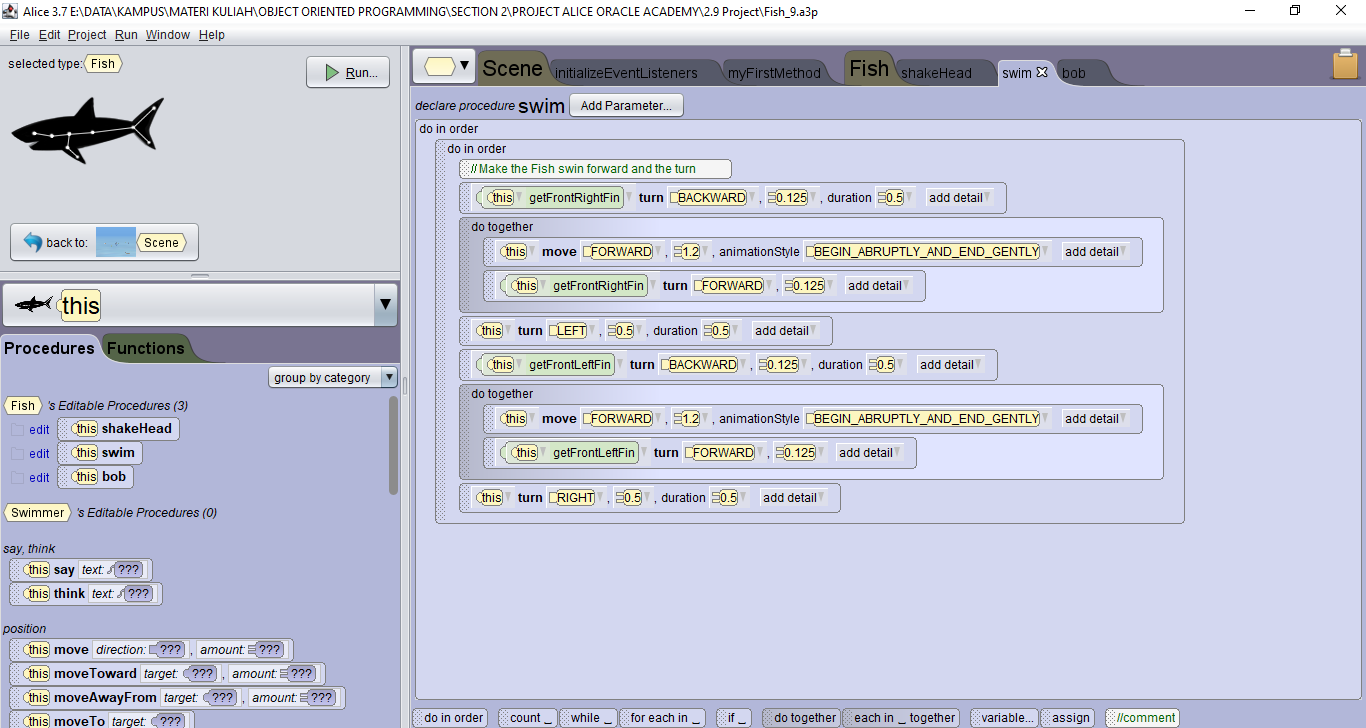 Alice 3.7 E:\DATA\KAMPUS\MATERI KULIAH\OBJECT ORIENTED PROGRAMMING\SECTION 2\PROJECT ALICE ORACLE ACADEMY\2.9 Project\Fish_9.a3p
File Edit Project Run Window Help
selected type: Fish
Run...
back to: Scene
this
Procedures Functions
group by category
Fish 's Editable Procedures (3)
edit this shakeHead
edit this swim
edit this bob
Swimmer 's Editable Procedures (0)
say, think
this say text: ???
this think text: ???
position
this move direction: ??? , amount: ???
this moveToward target: ??? , amount: ???
this moveAwayFrom target: ??? , amount: ???
this moveTo target: ???
Scene initializeEventListeners myFirstMethod Fish shakeHead swim bob
declare procedure swim Add Parameter...
do in order
do in order
// Make the Fish swin forward and the turn
this getFrontRightFin turn BACKWARD , 0.125 , duration 0.5 add detail
do together
this move FORWARD , 1.2 , animationStyle BEGIN_ABRUPTLY_AND_END_GENTLY add detail
this getFrontRightFin turn FORWARD , 0.125 add detail
this turn LEFT , 0.5 , duration 0.5 add detail
this getFrontLeftFin turn BACKWARD , 0.125 , duration 0.5 add detail
do together
this move FORWARD , 1.2 , animationStyle BEGIN_ABRUPTLY_AND_END_GENTLY add detail
this getFrontLeftFin turn FORWARD , 0.125 add detail
this turn RIGHT , 0.5 , duration 0.5 add detail
do in order count _ while _ for each in _ if _ do together each in _ together variable... assign //comment